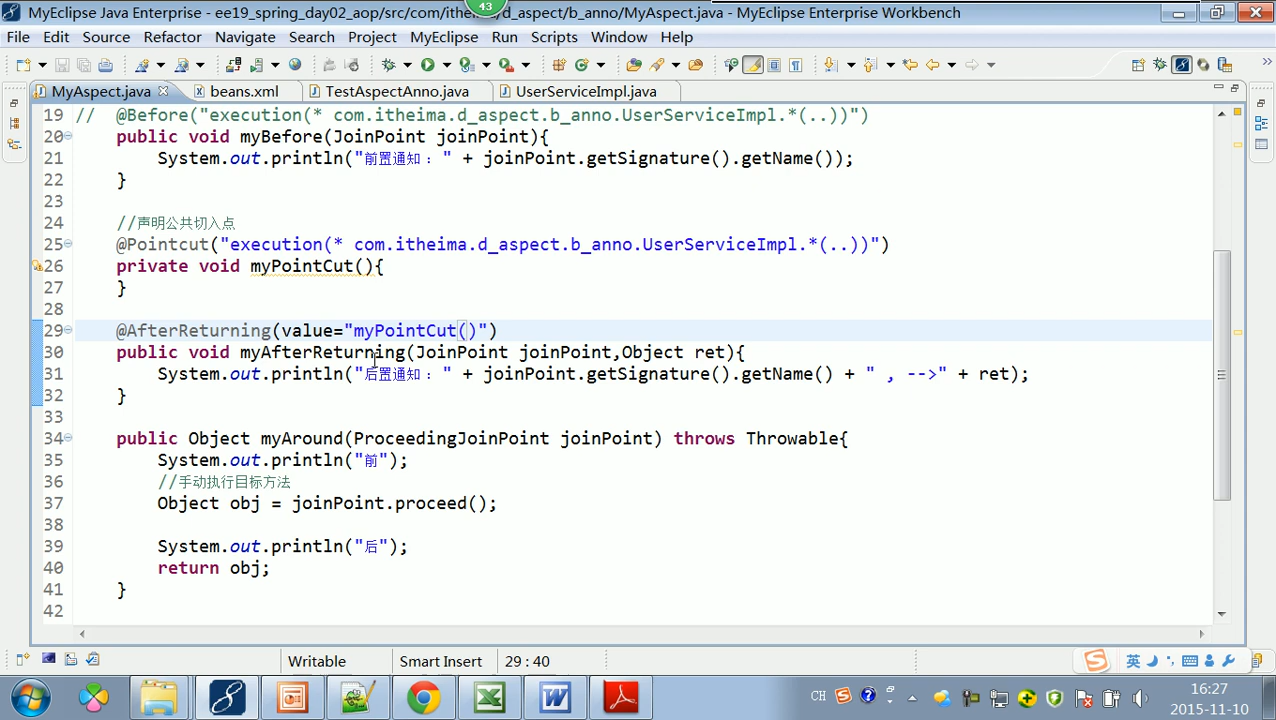 MyEclipse Java Enterprise - ee19_spring_day02_aop/src/com/itheima/d_aspect/b_anno/MyAspect.java - MyEclipse Enterprise Workbench
43
File Edit Source Refactor Navigate Search Project MyEclipse Run Scripts Window Help
MyAspect.java beans.xml TestAspectAnno.java UserServiceImpl.java
19 // @Before("execution(* com.itheima.d_aspect.b_anno.UserServiceImpl.*(..))")
20 public void myBefore(JoinPoint joinPoint){
21 System.out.println("前置通知 : " + joinPoint.getSignature().getName());
22 }
23
24 //声明公共切入点
25 @Pointcut("execution(* com.itheima.d_aspect.b_anno.UserServiceImpl.*(..))")
26 private void myPointCut(){
27 }
28
29 @AfterReturning(value="myPointCut()")
30 public void myAfterReturning(JoinPoint joinPoint,Object ret){
31 System.out.println("后置通知 : " + joinPoint.getSignature().getName() + " , -->" + ret);
32 }
33
34 public Object myAround(ProceedingJoinPoint joinPoint) throws Throwable{
35 System.out.println("前");
36 //手动执行目标方法
37 Object obj = joinPoint.proceed();
38
39 System.out.println("后");
40 return obj;
41 }
42
Writable Smart Insert 29 : 40
英
CH
16:27
2015-11-10